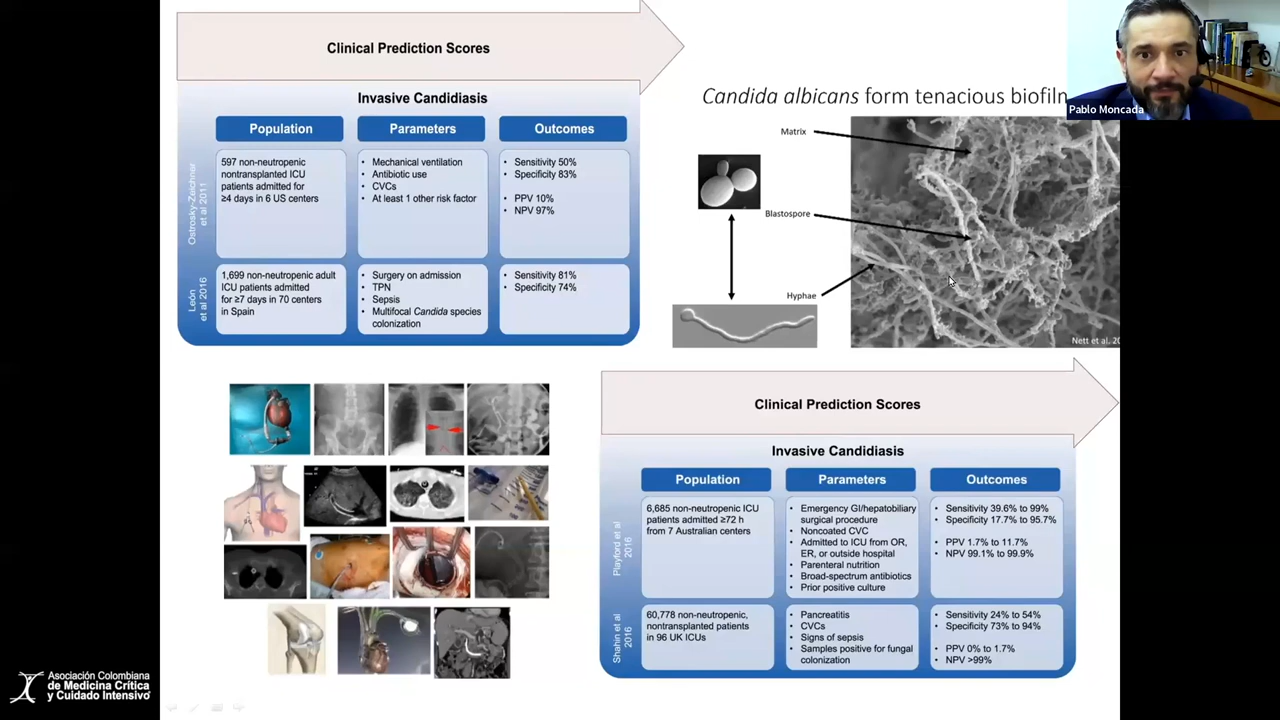 Clinical Prediction Scores
Invasive Candidiasis
Population
Parameters
Outcomes
Ostrosky-Zeichner
et al 2011
597 non-neutropenic
nontransplanted ICU
patients admitted for
≥4 days in 6 US centers
• Mechanical ventilation
• Antibiotic use
• CVCs
• At least 1 other risk factor
• Sensitivity 50%
• Specificity 83%
• PPV 10%
• NPV 97%
León
et al 2016
1,699 non-neutropenic adult
ICU patients admitted
for ≥7 days in 70 centers
in Spain
• Surgery on admission
• TPN
• Sepsis
• Multifocal Candida species
colonization
• Sensitivity 81%
• Specificity 74%
Candida albicans form tenacious biofilm
Pablo Moncada
Matrix
Blastospore
Hyphae
Nett et al. 20
Clinical Prediction Scores
Invasive Candidiasis
Population
Parameters
Outcomes
Playford et al
2016
6,685 non-neutropenic ICU
patients admitted ≥72 h
from 7 Australian centers
• Emergency GI/hepatobiliary
surgical procedure
• Noncoated CVC
• Admitted to ICU from OR,
ER, or outside hospital
• Parenteral nutrition
• Broad-spectrum antibiotics
• Prior positive culture
• Sensitivity 39.6% to 99%
• Specificity 17.7% to 95.7%
• PPV 1.7% to 11.7%
• NPV 99.1% to 99.9%
Shahin et al
2016
60,778 non-neutropenic,
nontransplanted patients
in 96 UK ICUs
• Pancreatitis
• CVCs
• Signs of sepsis
• Samples positive for fungal
colonization
• Sensitivity 24% to 54%
• Specificity 73% to 94%
• PPV 0% to 1.7%
• NPV >99%
Asociación Colombiana
de Medicina Crítica
y Cuidado Intensivo